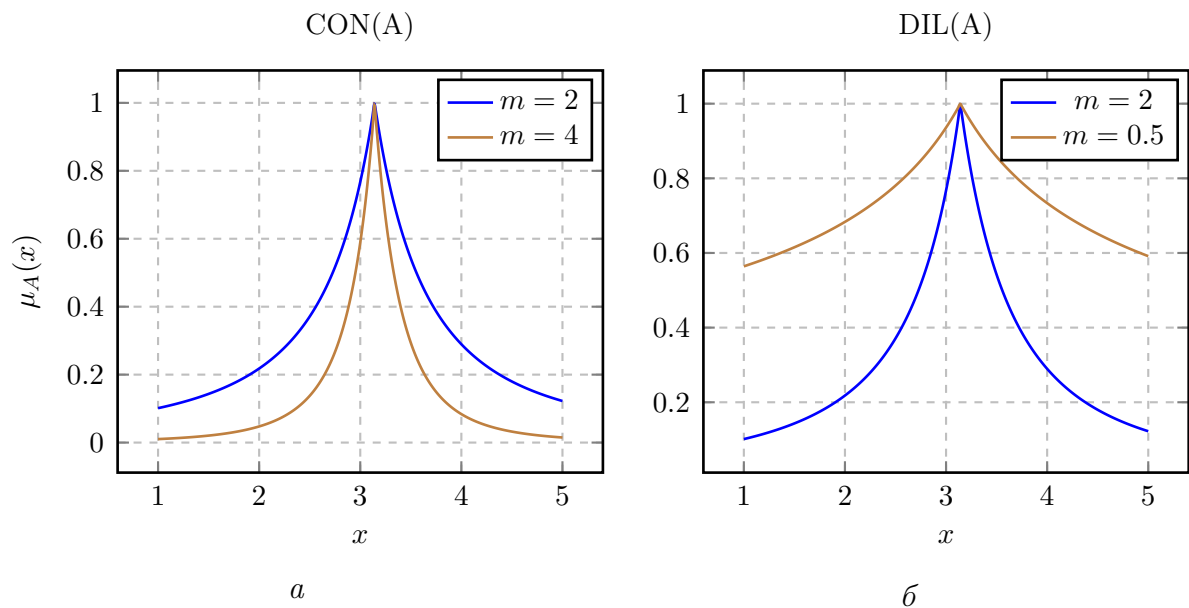 CON(A)
μ_A(x)
1
0.8
0.6
0.4
0.2
0
m = 2
m = 4
1 2 3 4 5
x
а
DIL(A)
1
0.8
0.6
0.4
0.2
m = 2
m = 0.5
1 2 3 4 5
x
б